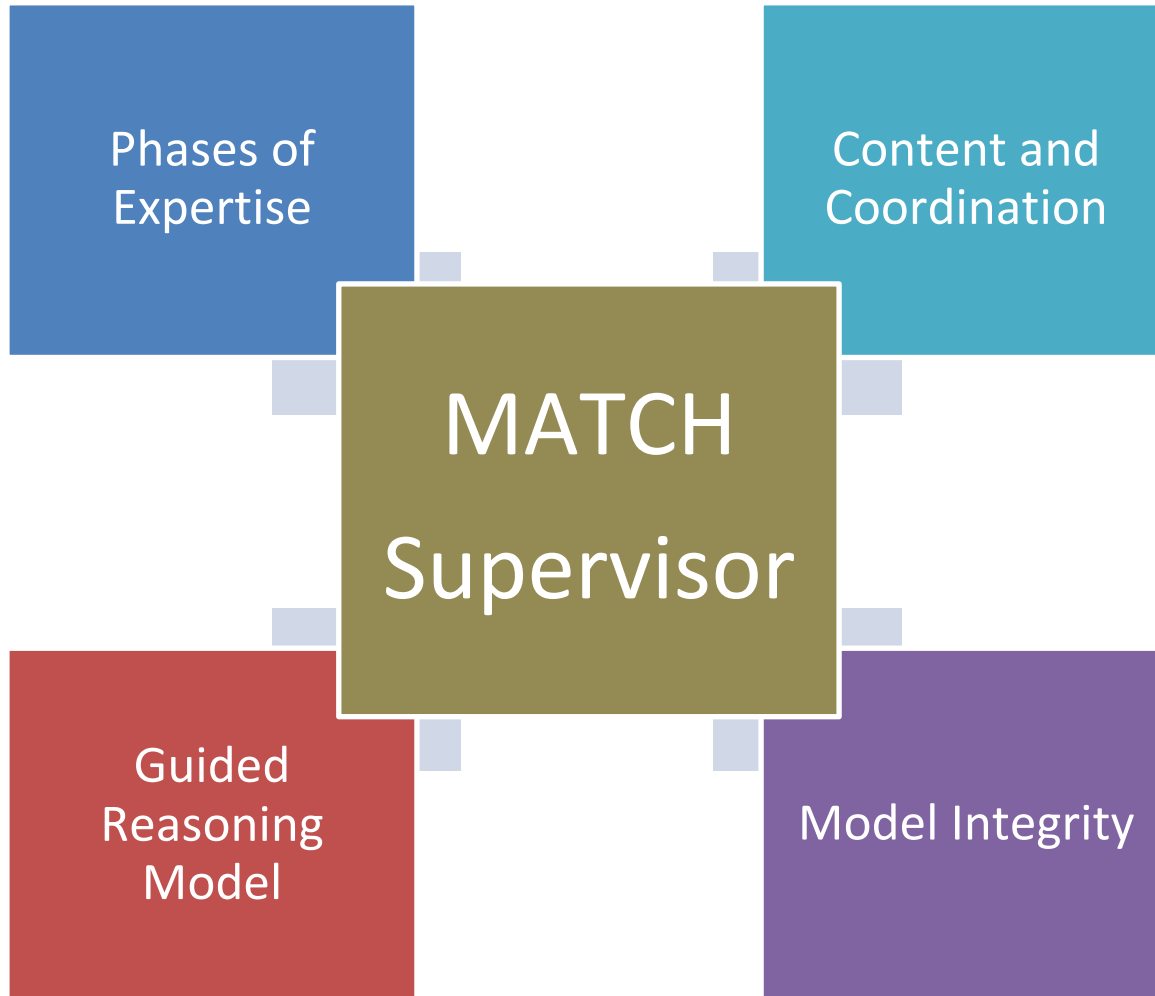 Phases of
Expertise
Content and
Coordination
MATCH
Supervisor
Guided
Reasoning
Model
Model Integrity